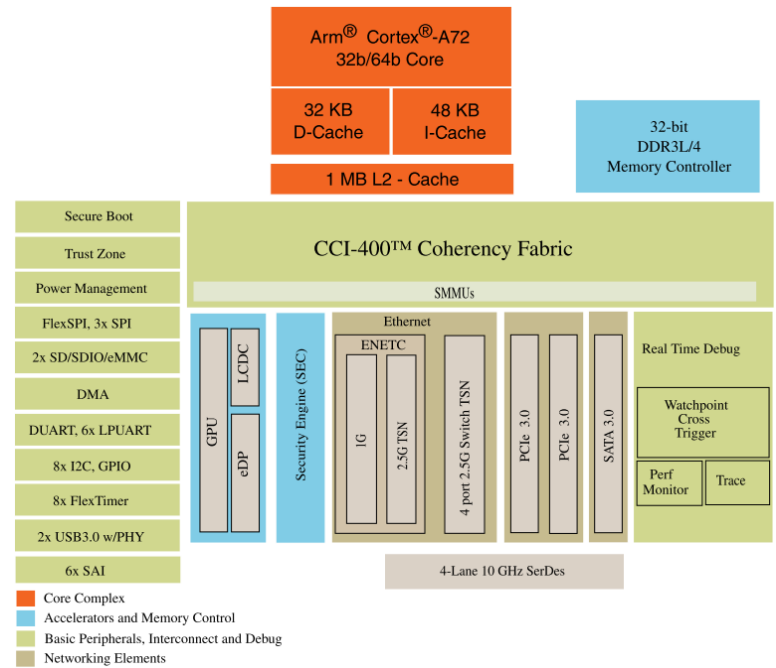 Arm® Cortex®-A72
32b/64b Core
32 KB
D-Cache
48 KB
I-Cache
1 MB L2 - Cache
32-bit
DDR3L/4
Memory Controller
Secure Boot
Trust Zone
Power Management
FlexSPI, 3x SPI
2x SD/SDIO/eMMC
DMA
DUART, 6x LPUART
8x I2C, GPIO
8x FlexTimer
2x USB3.0 w/PHY
6x SAI
CCI-400™ Coherency Fabric
SMMUs
GPU
LCDC
eDP
Security Engine (SEC)
Ethernet
ENETC
1G
2.5G TSN
4 port 2.5G Switch TSN
PCIe 3.0
PCIe 3.0
SATA 3.0
Real Time Debug
Watchpoint
Cross
Trigger
Perf
Monitor
Trace
4-Lane 10 GHz SerDes
Core Complex
Accelerators and Memory Control
Basic Peripherals, Interconnect and Debug
Networking Elements